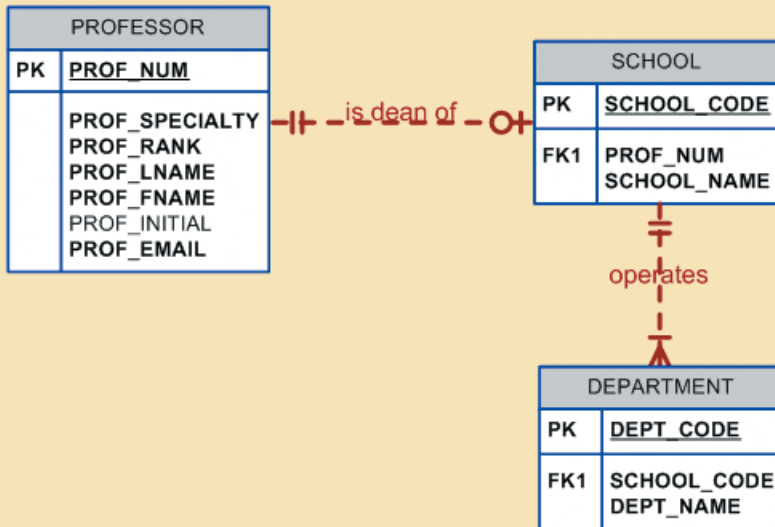 PROFESSOR
PK PROF_NUM
PROF_SPECIALTY
PROF_RANK
PROF_LNAME
PROF_FNAME
PROF_INITIAL
PROF_EMAIL
is dean of
SCHOOL
PK SCHOOL_CODE
FK1 PROF_NUM
SCHOOL_NAME
operates
DEPARTMENT
PK DEPT_CODE
FK1 SCHOOL_CODE
DEPT_NAME